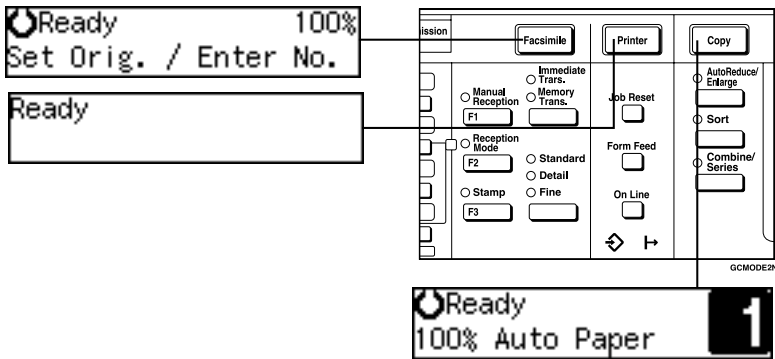 Ready 100%
Set Orig. / Enter No.
Ready
ission
Facsimile
Printer
Copy
Immediate
Trans.
Manual
Reception
Memory
Trans.
F1
Reception
Mode
F2
Standard
Detail
Stamp
Fine
F3
Job Reset
Form Feed
On Line
AutoReduce/
Enlarge
Sort
Combine/
Series
GCMODE2N
Ready
100% Auto Paper
1